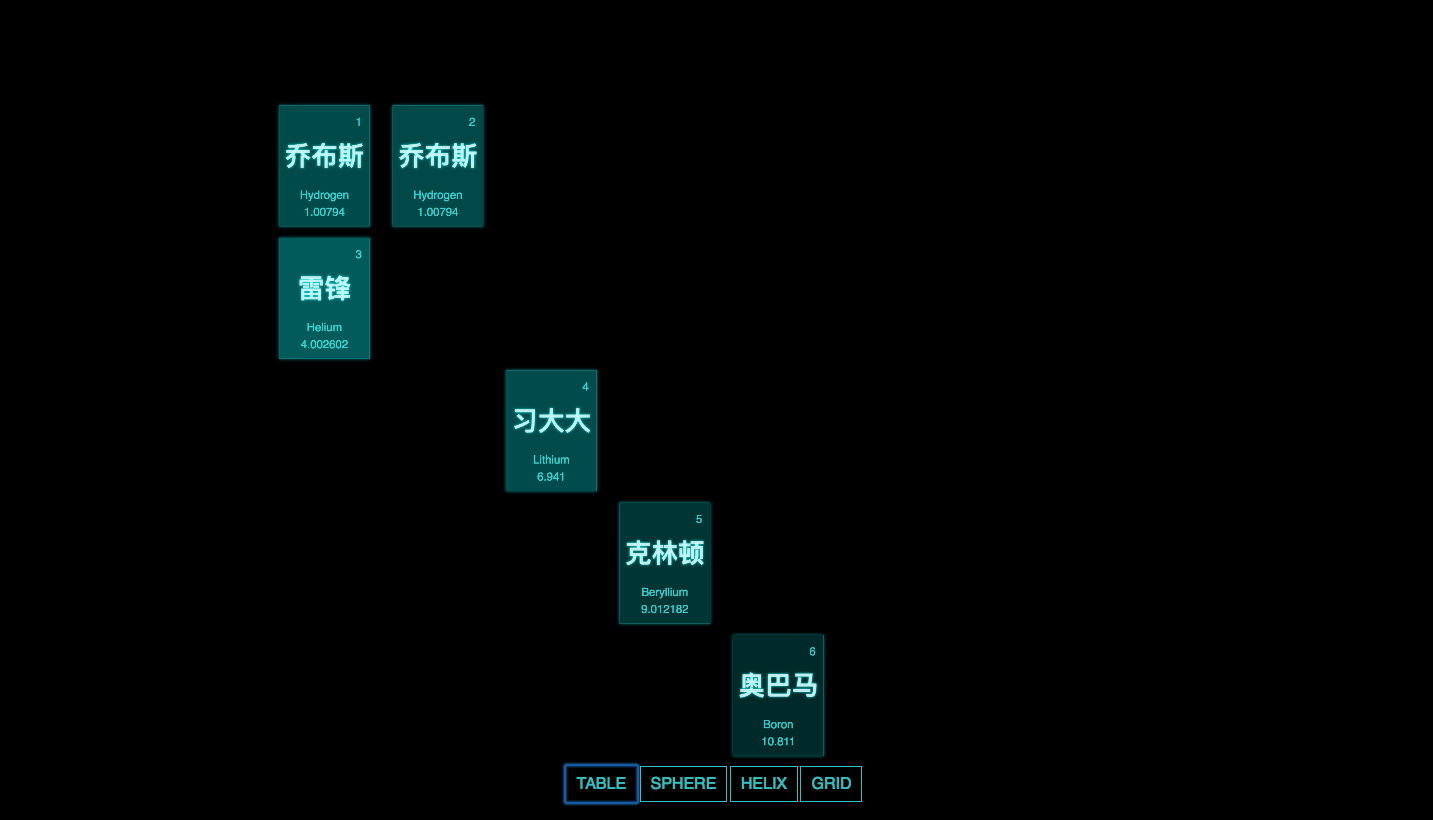 1
乔布斯
Hydrogen
1.00794
2
乔布斯
Hydrogen
1.00794
3
雷锋
Helium
4.002602
4
习大大
Lithium
6.941
5
克林顿
Beryllium
9.012182
6
奥巴马
Boron
10.811
TABLE SPHERE HELIX GRID